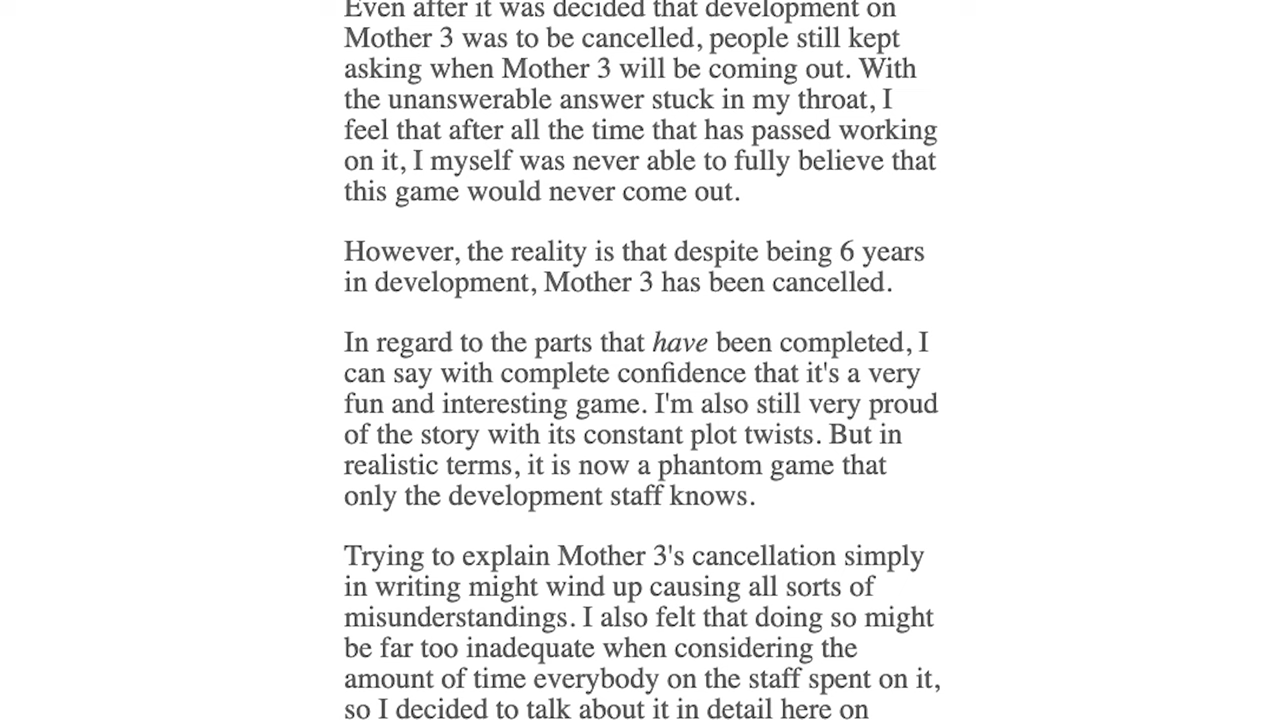 Even after it was decided that development on
Mother 3 was to be cancelled, people still kept
asking when Mother 3 will be coming out. With
the unanswerable answer stuck in my throat, I
feel that after all the time that has passed working
on it, I myself was never able to fully believe that
this game would never come out.
However, the reality is that despite being 6 years
in development, Mother 3 has been cancelled.
In regard to the parts that have been completed, I
can say with complete confidence that it's a very
fun and interesting game. I'm also still very proud
of the story with its constant plot twists. But in
realistic terms, it is now a phantom game that
only the development staff knows.
Trying to explain Mother 3's cancellation simply
in writing might wind up causing all sorts of
misunderstandings. I also felt that doing so might
be far too inadequate when considering the
amount of time everybody on the staff spent on it,
so I decided to talk about it in detail here on